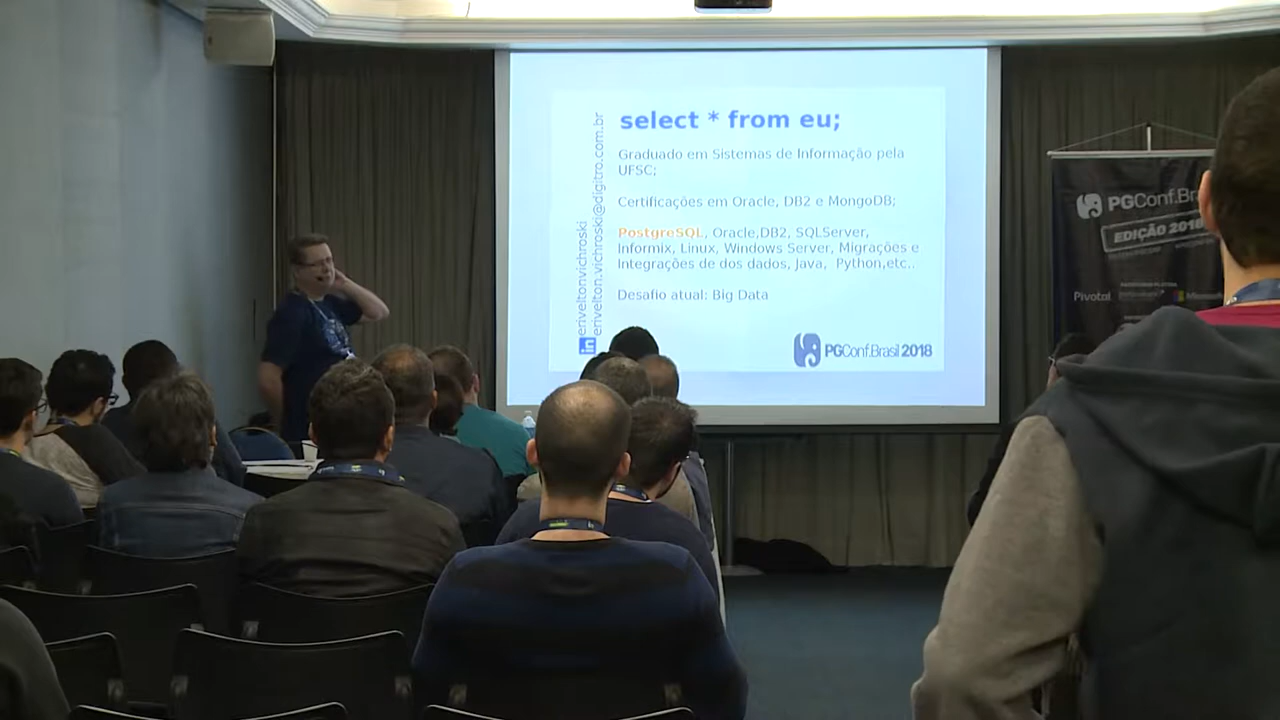 select * from eu;
Graduado em Sistemas de Informação pela
UFSC;
Certificações em Oracle, DB2 e MongoDB;
PostgreSQL, Oracle,DB2, SQLServer,
Informix, Linux, Windows Server, Migrações e
Integrações de dos dados, Java, Python,etc..
Desafio atual: Big Data
in eriveltonvichroski
erivelton.vichroski@digitro.com.br
PGConf.Brasil 2018
PGConf.Bra
EDIÇÃO 2018
Pivotal